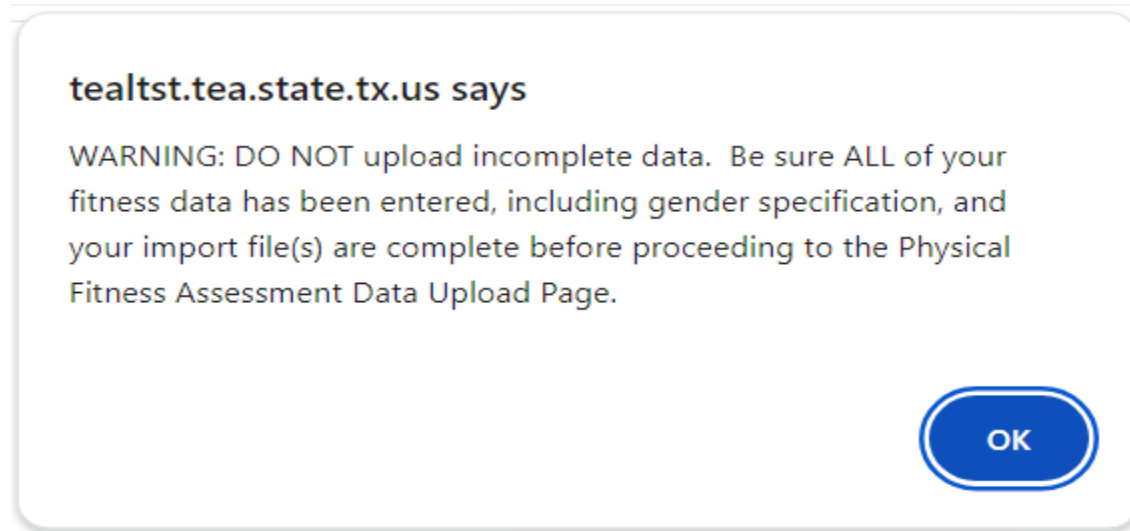 tealtst.tea.state.tx.us says
WARNING: DO NOT upload incomplete data.  Be sure ALL of your
fitness data has been entered, including gender specification, and
your import file(s) are complete before proceeding to the Physical
Fitness Assessment Data Upload Page.
OK